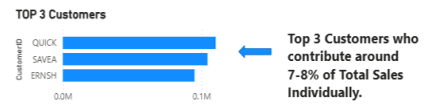 TOP 3 Customers
CustomerID
QUICK
SAVEA
ERNSH
0.0M 0.1M
Top 3 Customers who
contribute around
7-8% of Total Sales
Individually.